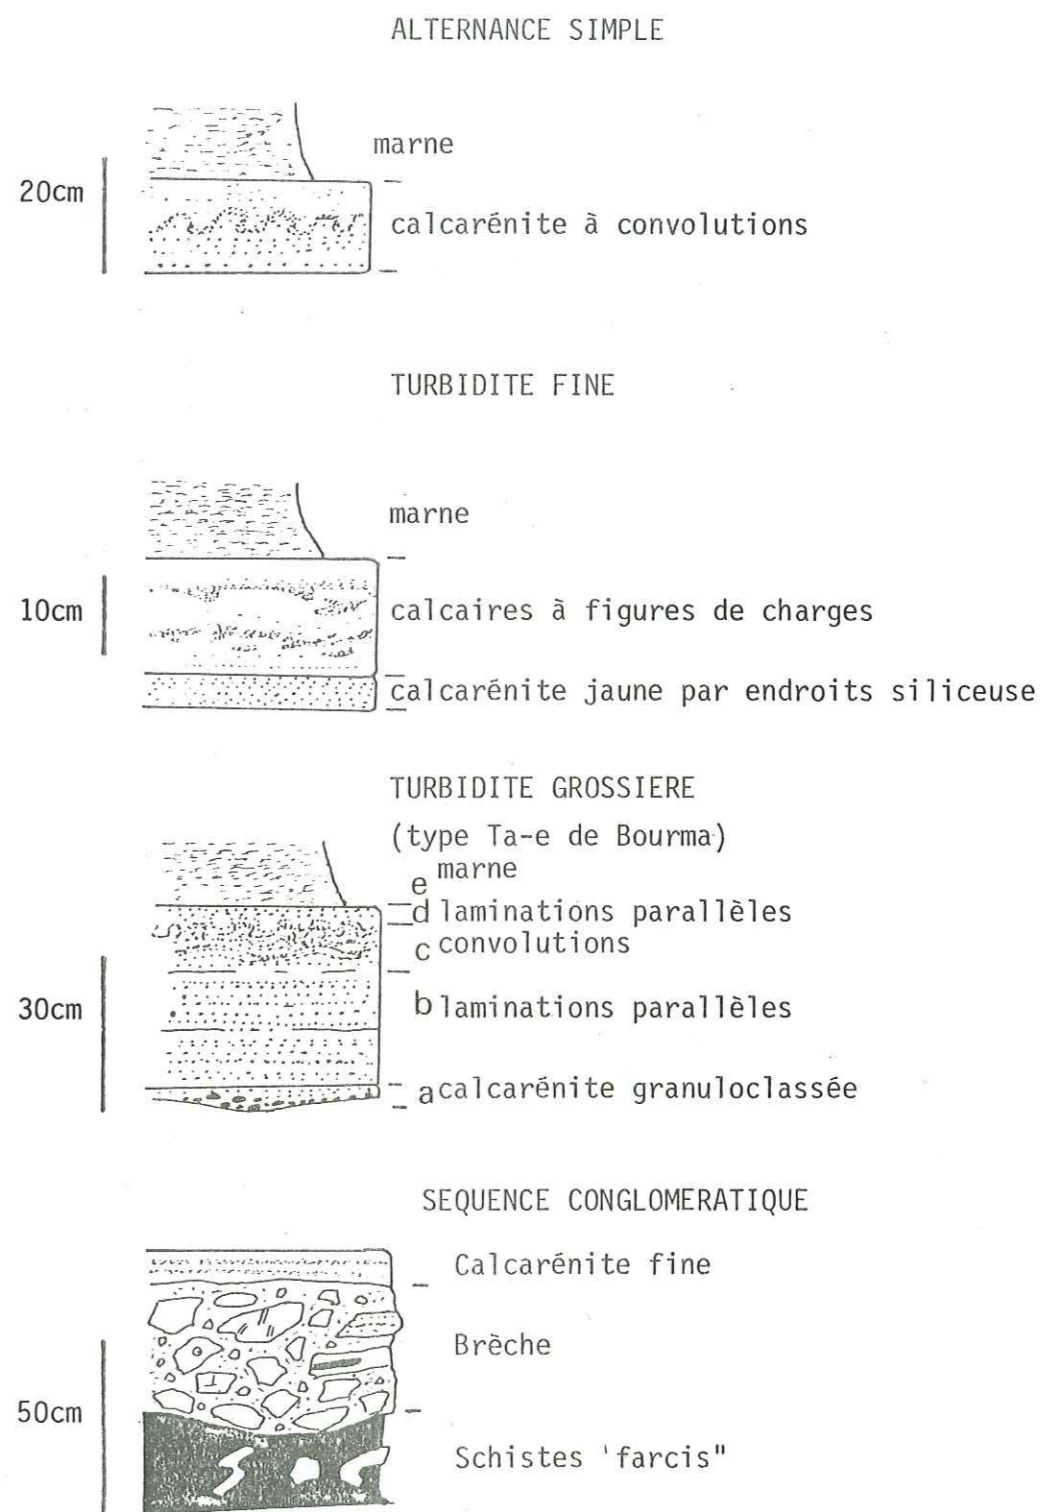 ALTERNANCE SIMPLE
marne
20cm
calcarénite à convolutions
TURBIDITE FINE
marne
10cm
calcaires à figures de charges
calcarénite jaune par endroits siliceuse
TURBIDITE GROSSIERE
(type Ta-e de Bourma)
e marne
d laminations parallèles
c convolutions
30cm
b laminations parallèles
a calcarénite granuloclassée
SEQUENCE CONGLOMERATIQUE
Calcarénite fine
Brèche
50cm
Schistes 'farcis"